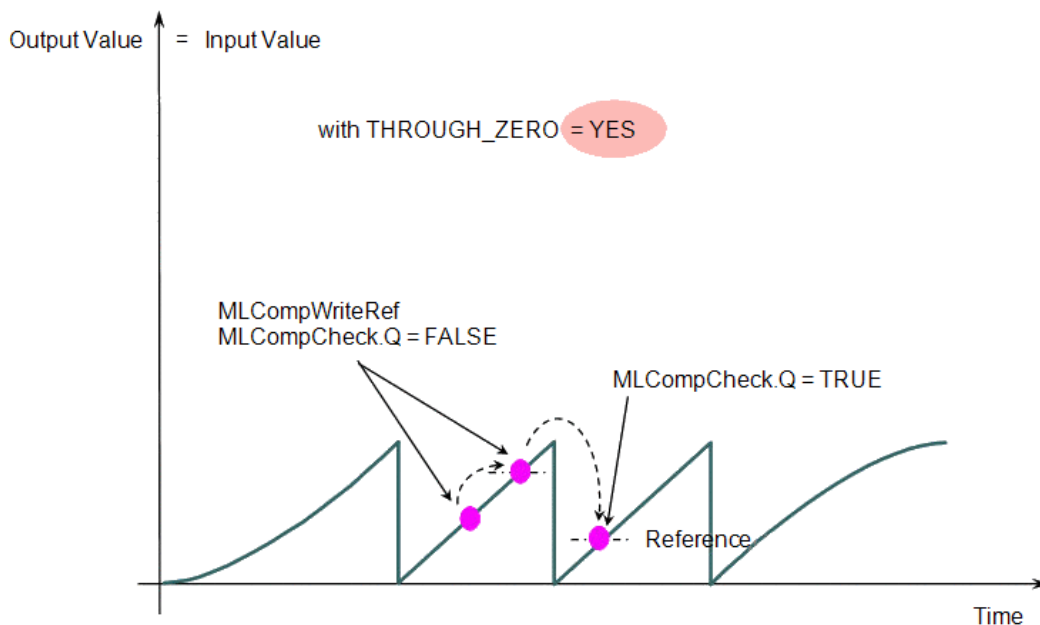 Output Value = Input Value
with THROUGH_ZERO = YES
MLCompWriteRef
MLCompCheck.Q = FALSE
MLCompCheck.Q = TRUE
Reference
Time